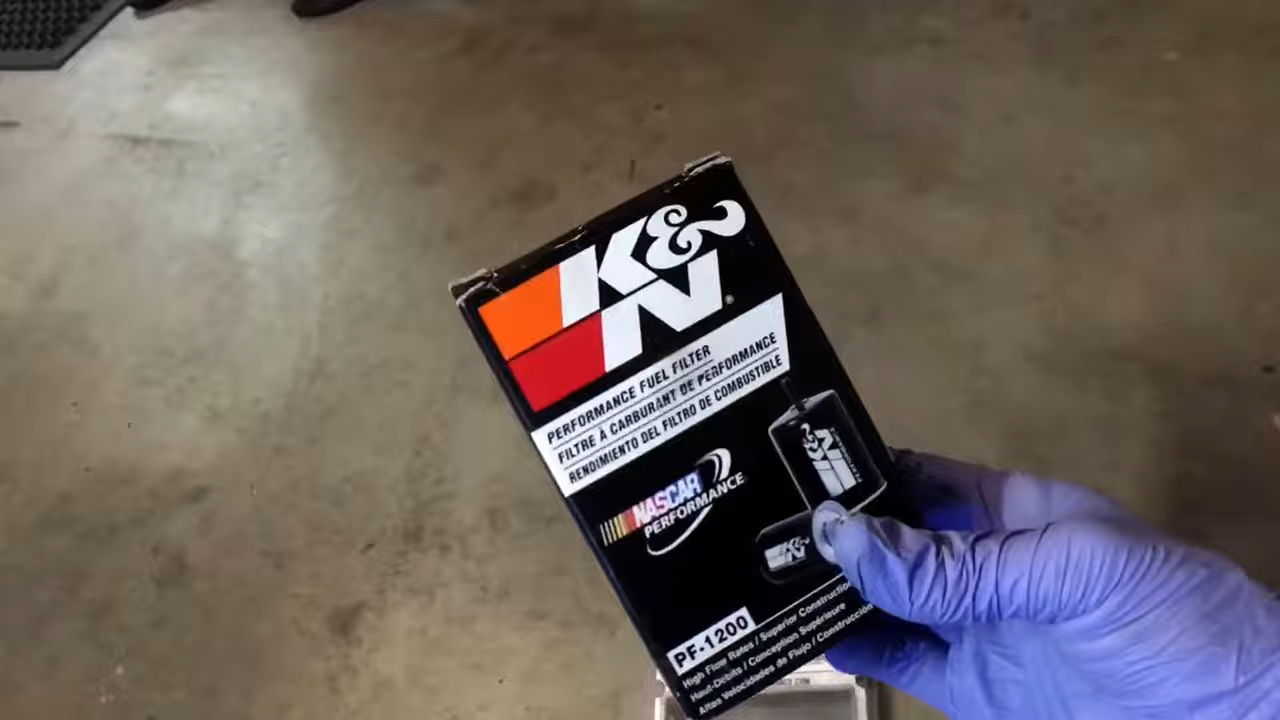 K&N
PERFORMANCE FUEL FILTER
FILTRE À CARBURANT DE PERFORMANCE
RENDIMIENTO DEL FILTRO DE COMBUSTIBLE
K&N
NASCAR
PERFORMANCE
K&N
PF-1200
High Flow Rates / Superior Construction
Haut-Débits / Conception Supérieure
Altas Velocidades de Flujo / Construcción